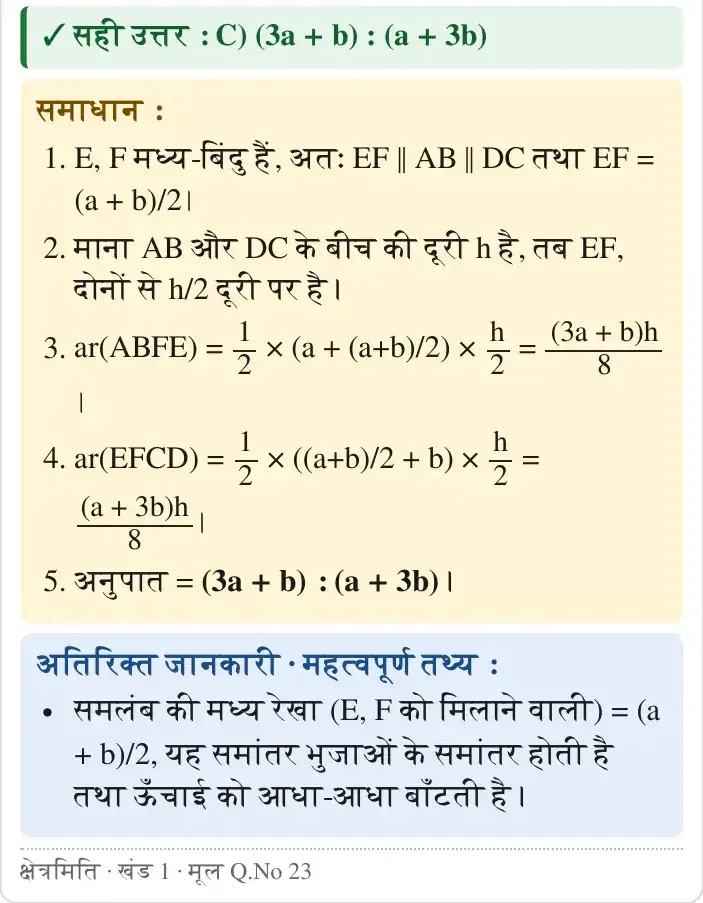 ✓ सही उत्तर : C) (3a + b) : (a + 3b)
समाधान :
1. E, F मध्य-बिंदु हैं, अतः EF || AB || DC तथा EF =
(a + b)/2।
2. माना AB और DC के बीच की दूरी h है, तब EF,
दोनों से h/2 दूरी पर है।
3. ar(ABFE) = 1/2 × (a + (a+b)/2) × h/2 = (3a + b)h/8
।
4. ar(EFCD) = 1/2 × ((a+b)/2 + b) × h/2 =
(a + 3b)h/8।
5. अनुपात = (3a + b) : (a + 3b)।
अतिरिक्त जानकारी · महत्वपूर्ण तथ्य :
• समलंब की मध्य रेखा (E, F को मिलाने वाली) = (a
+ b)/2, यह समांतर भुजाओं के समांतर होती है
तथा ऊँचाई को आधा-आधा बाँटती है।
क्षेत्रमिति · खंड 1 · मूल Q.No 23